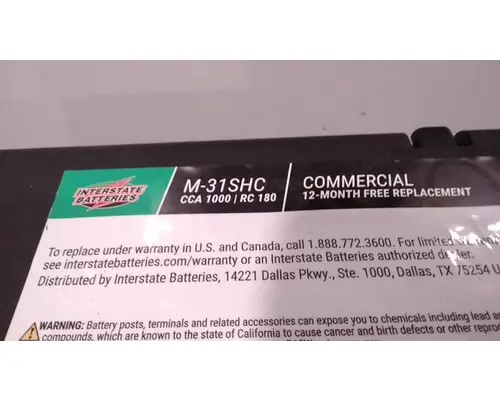 INTERSTATE
BATTERIES
M-31SHC
CCA 1000 | RC 180
COMMERCIAL
12-MONTH FREE REPLACEMENT
To replace under warranty in U.S. and Canada, call 1.888.772.3600. For limited
see interstatebatteries.com/warranty or an Interstate Batteries authorized dealer.
Distributed by Interstate Batteries, 14221 Dallas Pkwy., Ste. 1000, Dallas, TX 75254 U
WARNING: Battery posts, terminals and related accessories can expose you to chemicals including lead a
compounds, which are known to the state of California to cause cancer and birth defects or other repro